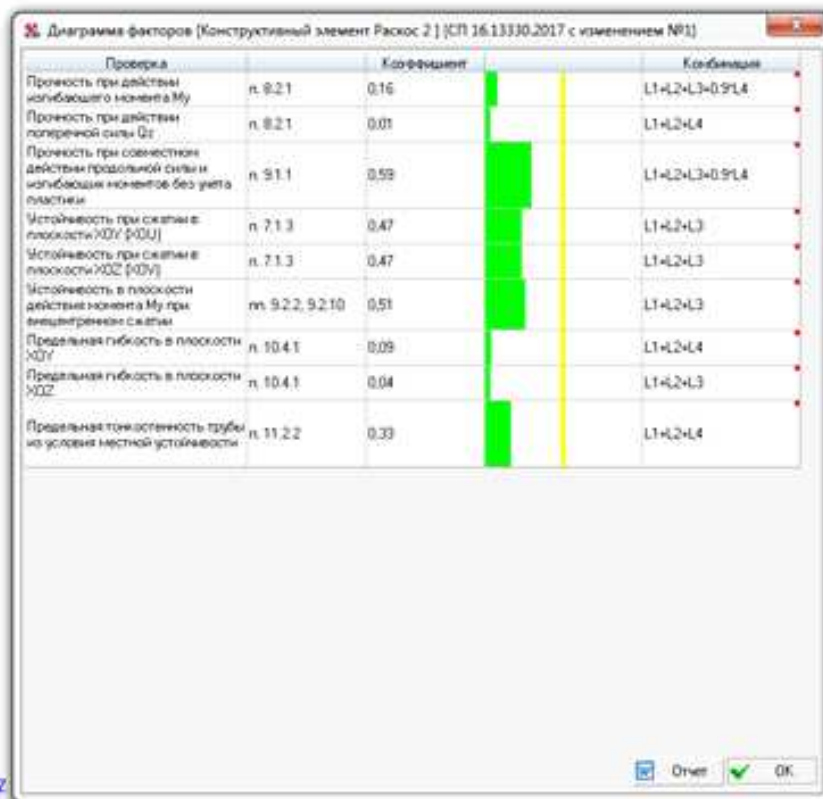 Диаграмма факторов [Конструктивный элемент Раскос 2 ] [СП 16.13330.2017 с изменением №1]
Проверка Коэффициент Комбинация
Прочность при действии
изгибающего момента My п. 8.2.1 0,16 L1+L2+L3+0.9*L4
Прочность при действии
поперечной силы Qz п. 8.2.1 0,01 L1+L2+L4
Прочность при совместном
действии продольной силы и
изгибающих моментов без учета
пластики п. 9.1.1 0,59 L1+L2+L3+0.9*L4
Устойчивость при сжатии в
плоскости XOY (XOU) п. 7.1.3 0,47 L1+L2+L3
Устойчивость при сжатии в
плоскости XOZ (XOV) п. 7.1.3 0,47 L1+L2+L3
Устойчивость в плоскости
действия момента My при
внецентренном сжатии пп. 9.2.2, 9.2.10 0,51 L1+L2+L3
Предельная гибкость в плоскости
XOY п. 10.4.1 0,09 L1+L2+L4
Предельная гибкость в плоскости
XOZ п. 10.4.1 0,04 L1+L2+L3
Предельная тонкостенность трубы
из условия местной устойчивости п. 11.2.2 0,33 L1+L2+L4
Отчет OK
Z